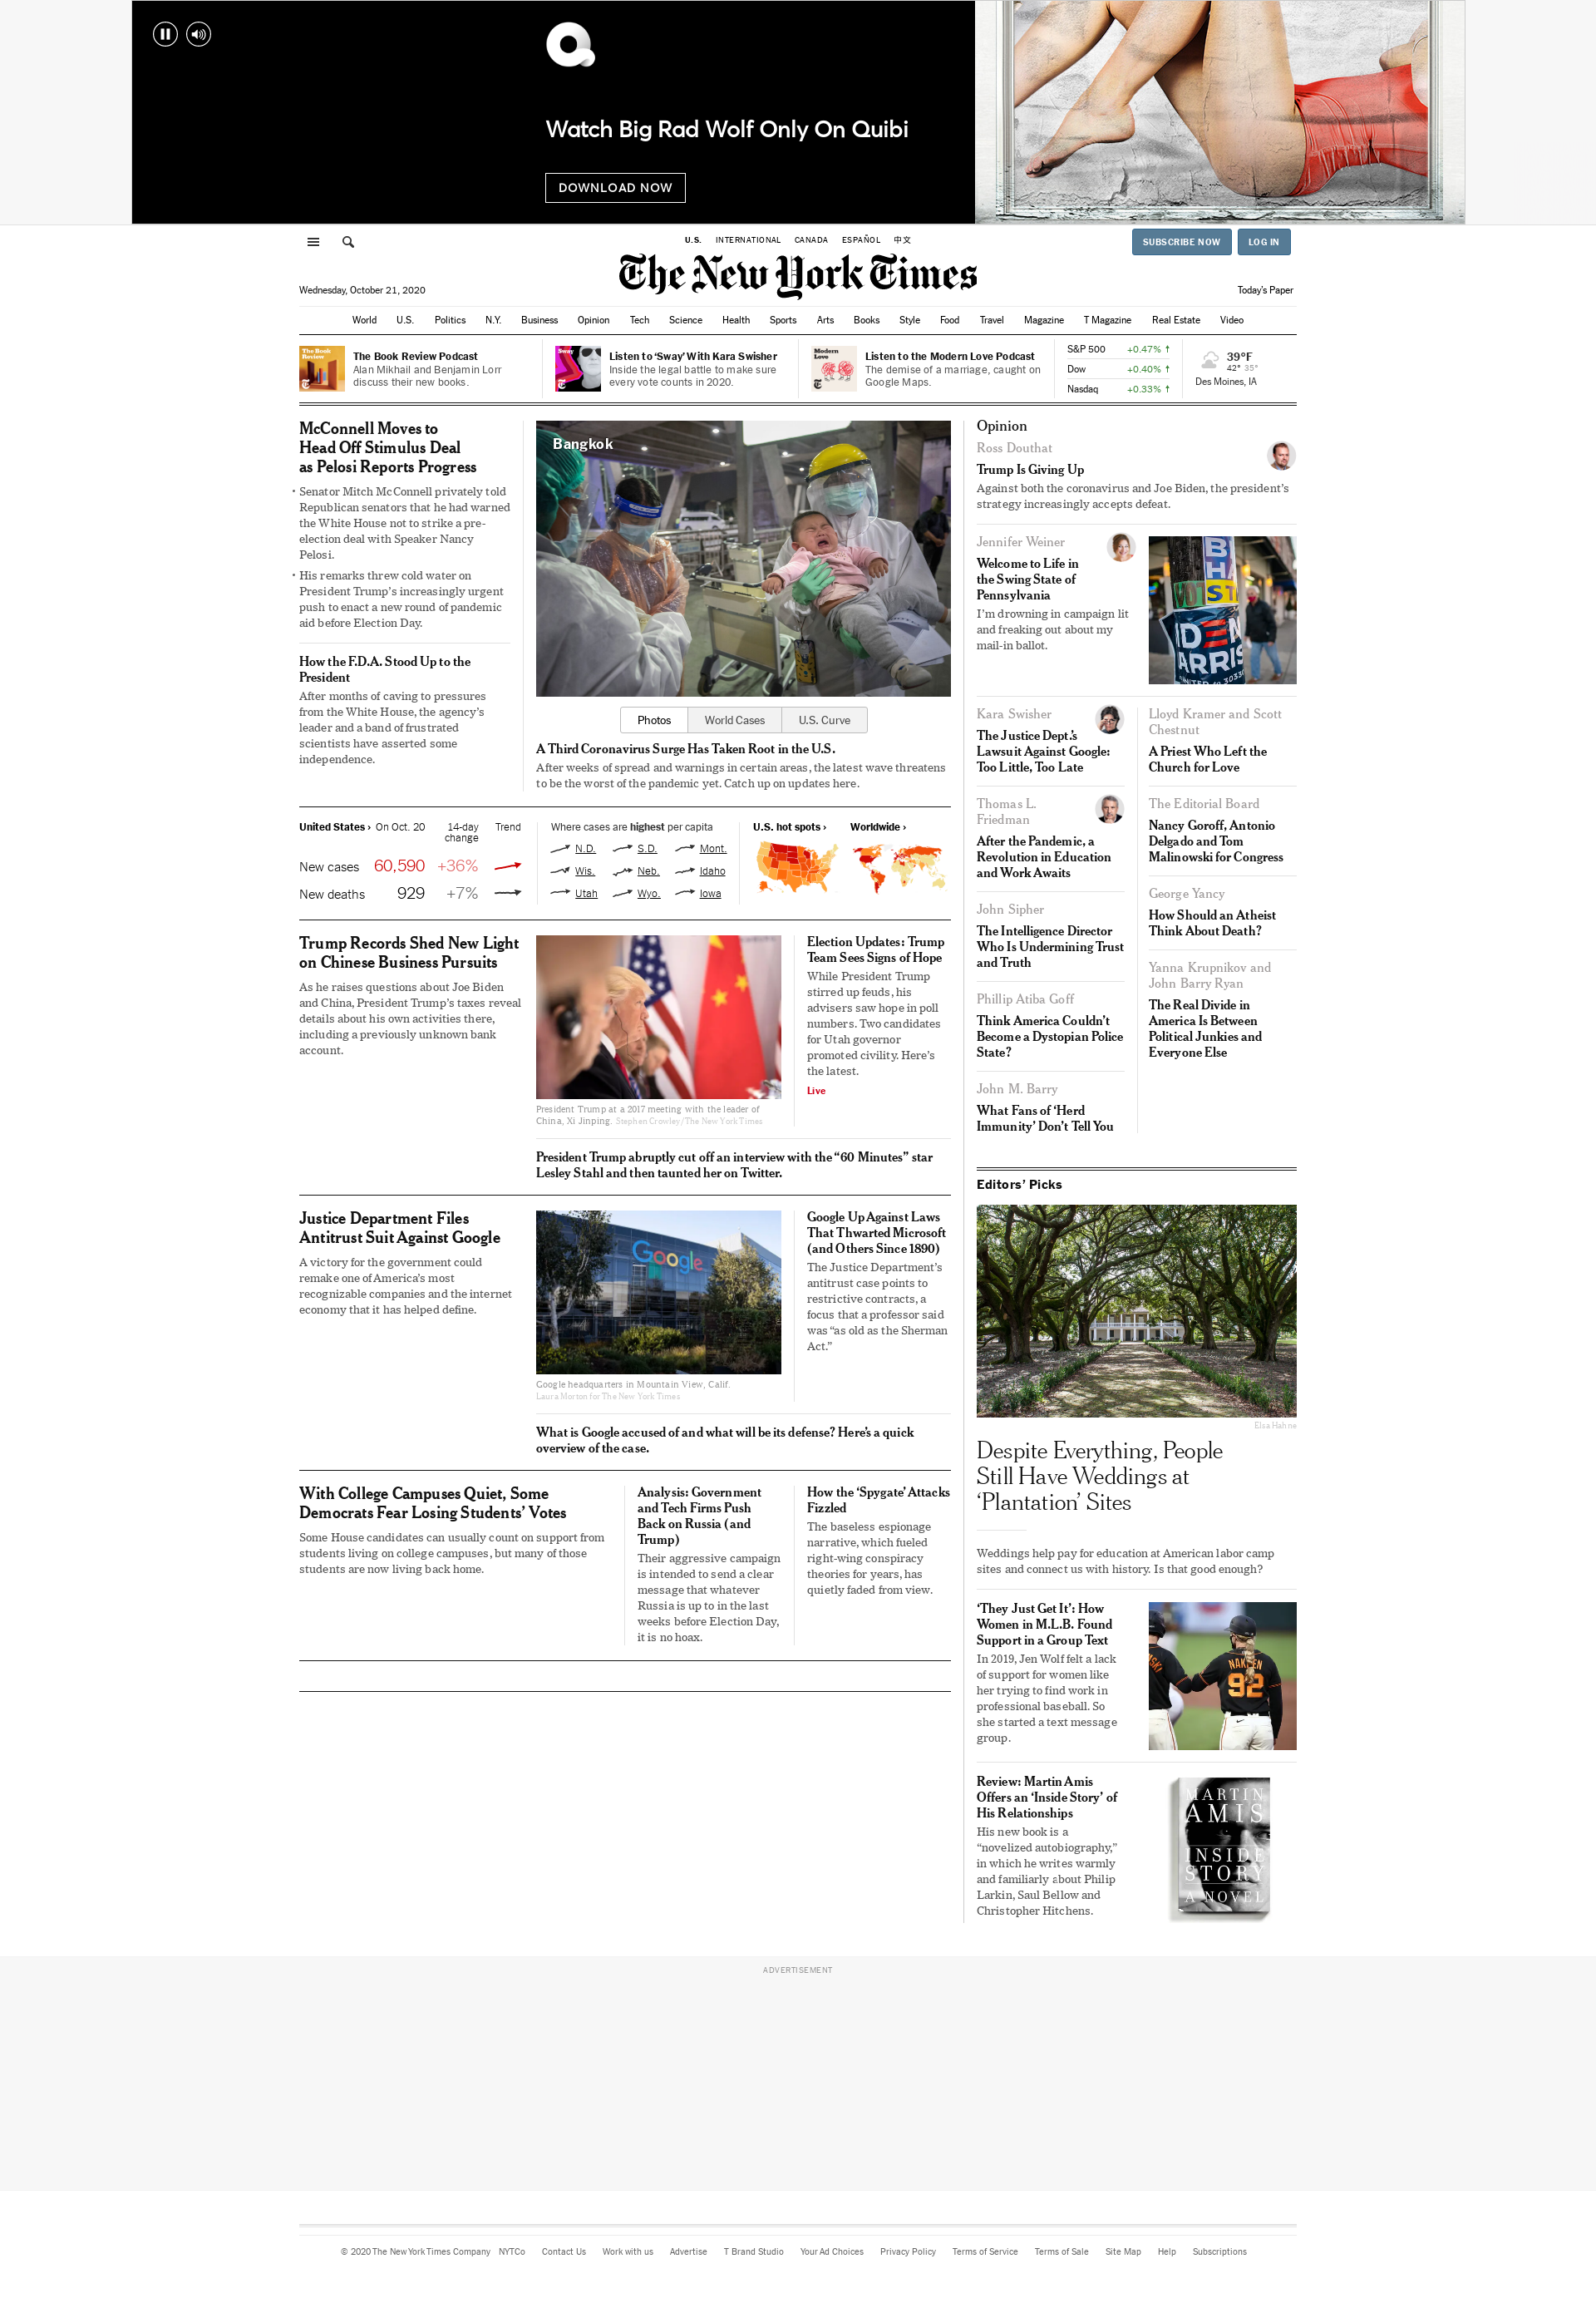 Watch Big Rad Wolf Only On Quibi
DOWNLOAD NOW
U.S. INTERNATIONAL CANADA ESPAÑOL 中文
SUBSCRIBE NOW LOG IN
The New York Times
Wednesday, October 21, 2020
Today's Paper
World U.S. Politics N.Y. Business Opinion Tech Science Health Sports Arts Books Style Food Travel Magazine T Magazine Real Estate Video
The Book Review
The Book Review Podcast
Alan Mikhail and Benjamin Lorr
discuss their new books.
Sway
Listen to ‘Sway’ With Kara Swisher
Inside the legal battle to make sure
every vote counts in 2020.
Modern Love
Listen to the Modern Love Podcast
The demise of a marriage, caught on
Google Maps.
S&P 500 +0.47% ↑
Dow +0.40% ↑
Nasdaq +0.33% ↑
39°F
42° 35°
Des Moines, IA
McConnell Moves to
Head Off Stimulus Deal
as Pelosi Reports Progress
• Senator Mitch McConnell privately told
Republican senators that he had warned
the White House not to strike a pre-
election deal with Speaker Nancy
Pelosi.
• His remarks threw cold water on
President Trump’s increasingly urgent
push to enact a new round of pandemic
aid before Election Day.
How the F.D.A. Stood Up to the
President
After months of caving to pressures
from the White House, the agency’s
leader and a band of frustrated
scientists have asserted some
independence.
Bangkok
Photos World Cases U.S. Curve
A Third Coronavirus Surge Has Taken Root in the U.S.
After weeks of spread and warnings in certain areas, the latest wave threatens
to be the worst of the pandemic yet. Catch up on updates here.
United States › On Oct. 20 14-day
change Trend
New cases 60,590 +36%
New deaths 929 +7%
Where cases are highest per capita
N.D. S.D. Mont.
Wis. Neb. Idaho
Utah Wyo. Iowa
U.S. hot spots › Worldwide ›
Trump Records Shed New Light
on Chinese Business Pursuits
As he raises questions about Joe Biden
and China, President Trump’s taxes reveal
details about his own activities there,
including a previously unknown bank
account.
President Trump at a 2017 meeting with the leader of
China, Xi Jinping. Stephen Crowley/The New York Times
Election Updates: Trump
Team Sees Signs of Hope
While President Trump
stirred up feuds, his
advisers saw hope in poll
numbers. Two candidates
for Utah governor
promoted civility. Here’s
the latest.
Live
President Trump abruptly cut off an interview with the “60 Minutes” star
Lesley Stahl and then taunted her on Twitter.
Justice Department Files
Antitrust Suit Against Google
A victory for the government could
remake one of America’s most
recognizable companies and the internet
economy that it has helped define.
Google
Google headquarters in Mountain View, Calif.
Laura Morton for The New York Times
Google Up Against Laws
That Thwarted Microsoft
(and Others Since 1890)
The Justice Department’s
antitrust case points to
restrictive contracts, a
focus that a professor said
was “as old as the Sherman
Act.”
What is Google accused of and what will be its defense? Here’s a quick
overview of the case.
With College Campuses Quiet, Some
Democrats Fear Losing Students’ Votes
Some House candidates can usually count on support from
students living on college campuses, but many of those
students are now living back home.
Analysis: Government
and Tech Firms Push
Back on Russia (and
Trump)
Their aggressive campaign
is intended to send a clear
message that whatever
Russia is up to in the last
weeks before Election Day,
it is no hoax.
How the ‘Spygate’ Attacks
Fizzled
The baseless espionage
narrative, which fueled
right-wing conspiracy
theories for years, has
quietly faded from view.
Opinion
Ross Douthat
Trump Is Giving Up
Against both the coronavirus and Joe Biden, the president’s
strategy increasingly accepts defeat.
Jennifer Weiner
Welcome to Life in
the Swing State of
Pennsylvania
I’m drowning in campaign lit
and freaking out about my
mail-in ballot.
Kara Swisher
The Justice Dept.’s
Lawsuit Against Google:
Too Little, Too Late
Thomas L.
Friedman
After the Pandemic, a
Revolution in Education
and Work Awaits
John Sipher
The Intelligence Director
Who Is Undermining Trust
and Truth
Phillip Atiba Goff
Think America Couldn’t
Become a Dystopian Police
State?
John M. Barry
What Fans of ‘Herd
Immunity’ Don’t Tell You
Lloyd Kramer and Scott
Chestnut
A Priest Who Left the
Church for Love
The Editorial Board
Nancy Goroff, Antonio
Delgado and Tom
Malinowski for Congress
George Yancy
How Should an Atheist
Think About Death?
Yanna Krupnikov and
John Barry Ryan
The Real Divide in
America Is Between
Political Junkies and
Everyone Else
Editors’ Picks
Elsa Hahne
Despite Everything, People
Still Have Weddings at
‘Plantation’ Sites
Weddings help pay for education at American labor camp
sites and connect us with history. Is that good enough?
‘They Just Get It’: How
Women in M.L.B. Found
Support in a Group Text
In 2019, Jen Wolf felt a lack
of support for women like
her trying to find work in
professional baseball. So
she started a text message
group.
92
Review: Martin Amis
Offers an ‘Inside Story’ of
His Relationships
His new book is a
“novelized autobiography,”
in which he writes warmly
and familiarly about Philip
Larkin, Saul Bellow and
Christopher Hitchens.
MARTIN
AMIS
INSIDE
STORY
A NOVEL
ADVERTISEMENT
© 2020 The New York Times Company NYTCo Contact Us Work with us Advertise T Brand Studio Your Ad Choices Privacy Policy Terms of Service Terms of Sale Site Map Help Subscriptions